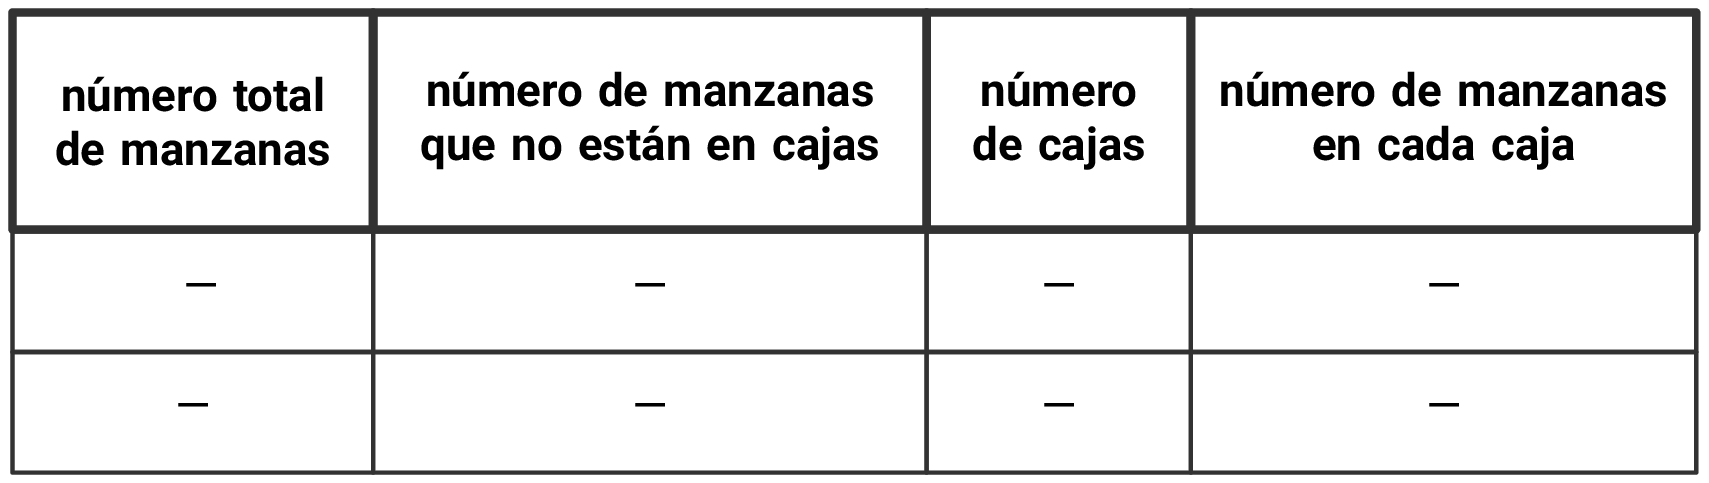 número total
de manzanas
número de manzanas
que no están en cajas
número
de cajas
número de manzanas
en cada caja
— — — —
— — — —